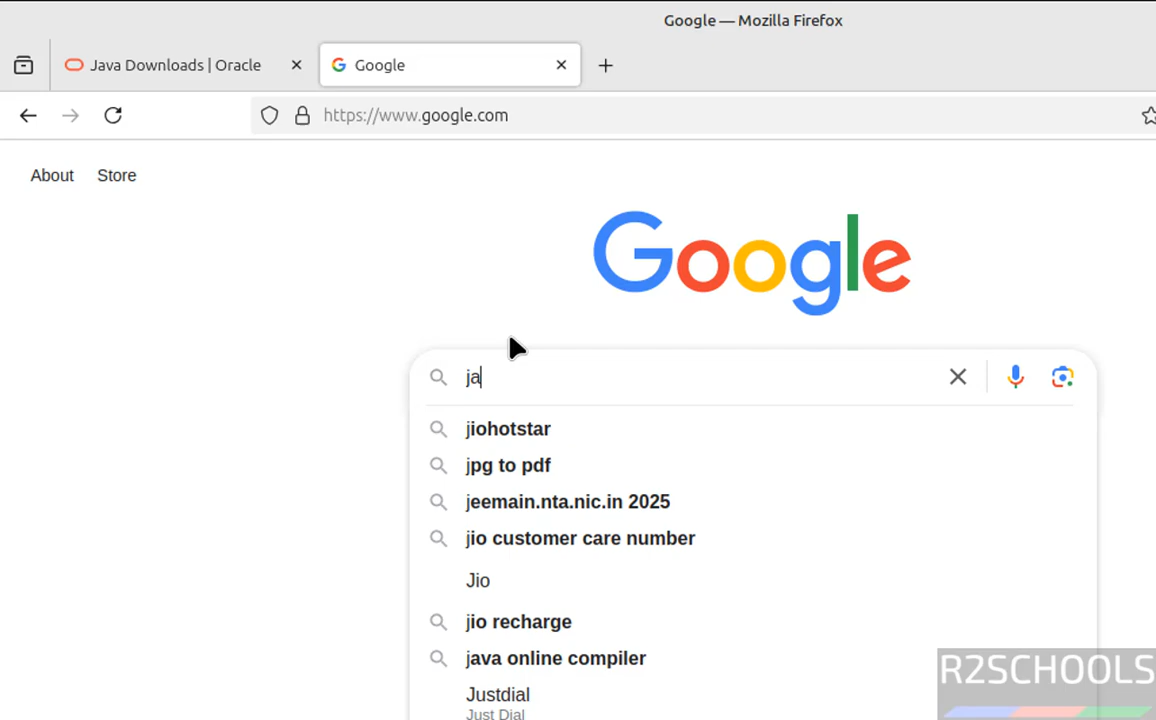 Google — Mozilla Firefox
Java Downloads | Oracle
Google
https://www.google.com
About
Store
Google
ja
jiohotstar
jpg to pdf
jeemain.nta.nic.in 2025
jio customer care number
Jio
jio recharge
java online compiler
Justdial
Just Dial
R2SCHOOLS